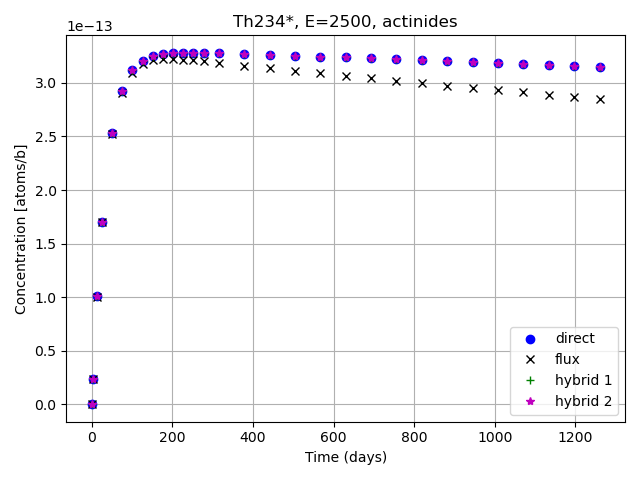 Th234*, E=2500, actinides
1e−13
3.0
2.5
2.0
1.5
1.0
0.5
0.0
Concentration [atoms/b]
0
200
400
600
800
1000
1200
Time (days)
direct
flux
hybrid 1
hybrid 2